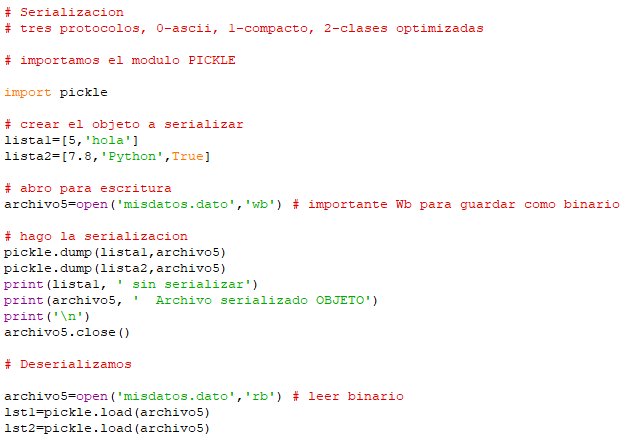 # Serializacion
# tres protocolos, 0-ascii, 1-compacto, 2-clases optimizadas
# importamos el modulo PICKLE
import pickle
# crear el objeto a serializar
lista1=[5,'hola']
lista2=[7.8,'Python',True]
# abro para escritura
archivo5=open('misdatos.dato','wb') # importante Wb para guardar como binario
# hago la serializacion
pickle.dump(lista1,archivo5)
pickle.dump(lista2,archivo5)
print(lista1, ' sin serializar')
print(archivo5, '  Archivo serializado OBJETO')
print('\n')
archivo5.close()
# Deserializamos
archivo5=open('misdatos.dato','rb') # leer binario
lst1=pickle.load(archivo5)
lst2=pickle.load(archivo5)